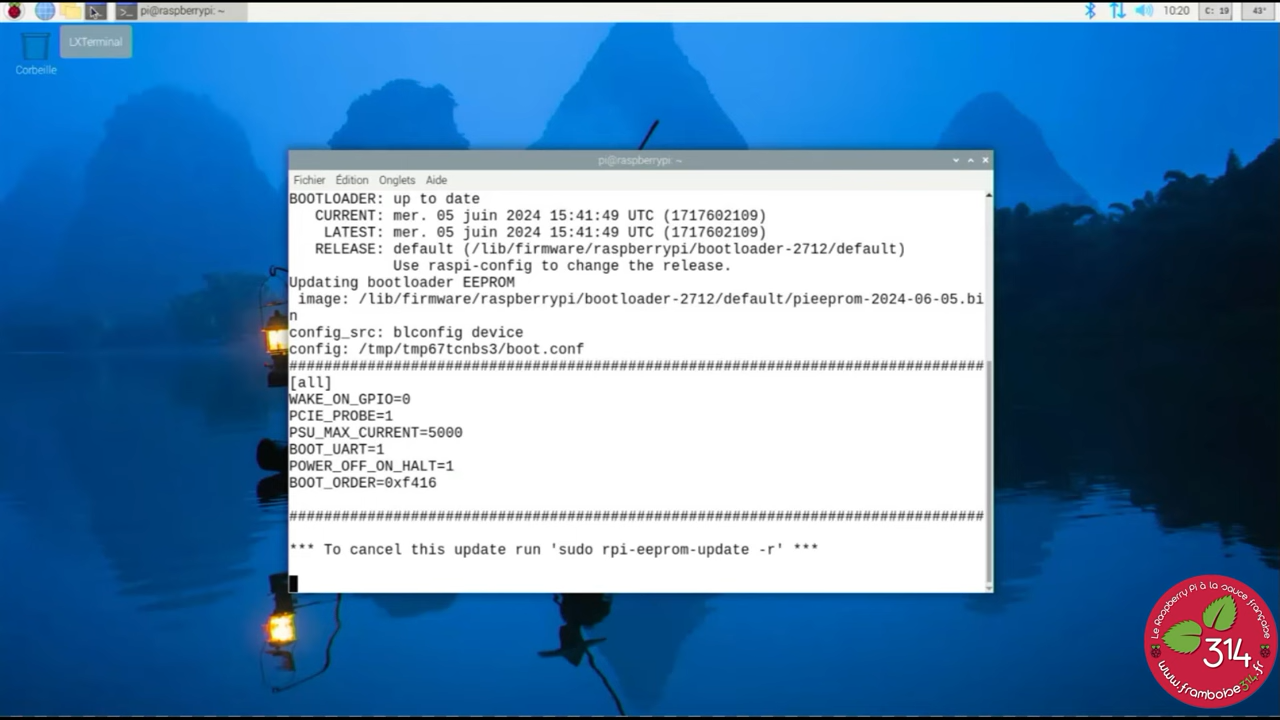 pi@raspberrypi: ~
10:20
C: 19
43°
LXTerminal
Corbeille
pi@raspberrypi: ~
Fichier Édition Onglets Aide
BOOTLOADER: up to date
CURRENT: mer. 05 juin 2024 15:41:49 UTC (1717602109)
LATEST: mer. 05 juin 2024 15:41:49 UTC (1717602109)
RELEASE: default (/lib/firmware/raspberrypi/bootloader-2712/default)
Use raspi-config to change the release.
Updating bootloader EEPROM
image: /lib/firmware/raspberrypi/bootloader-2712/default/pieeprom-2024-06-05.bi
n
config_src: blconfig device
config: /tmp/tmp67tcnbs3/boot.conf
################################################################################
[all]
WAKE_ON_GPIO=0
PCIE_PROBE=1
PSU_MAX_CURRENT=5000
BOOT_UART=1
POWER_OFF_ON_HALT=1
BOOT_ORDER=0xf416
################################################################################
*** To cancel this update run 'sudo rpi-eeprom-update -r' ***
Le Raspberry Pi à la sauce française
314
www.framboise314.fr